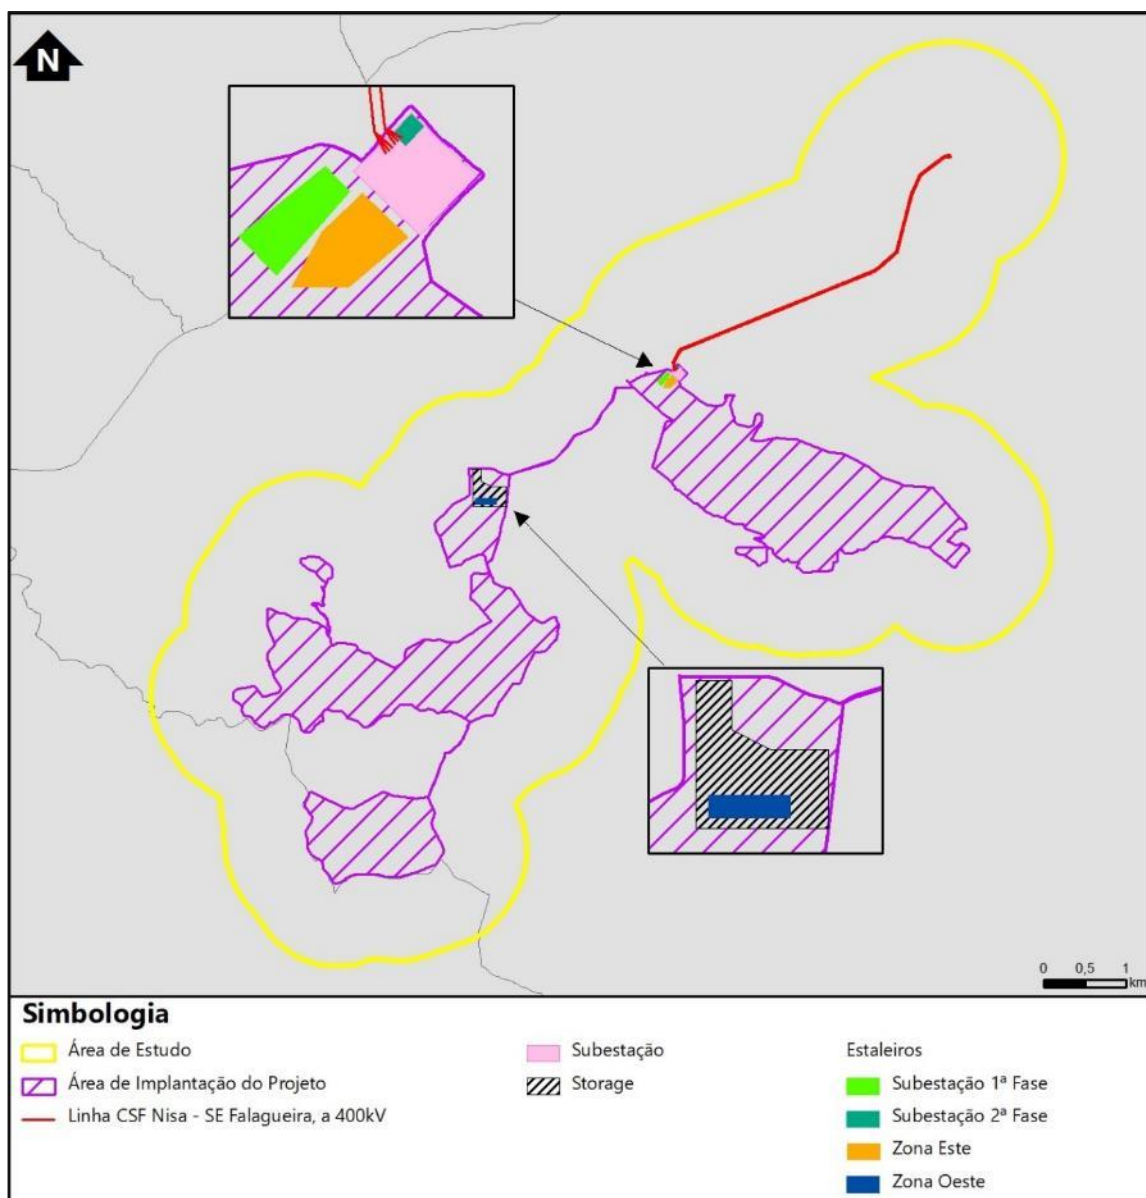 N
0 0,5 1
km
Simbologia
Área de Estudo
Área de Implantação do Projeto
Linha CSF Nisa - SE Falagueira, a 400kV
Subestação
Storage
Estaleiros
Subestação 1ª Fase
Subestação 2ª Fase
Zona Este
Zona Oeste